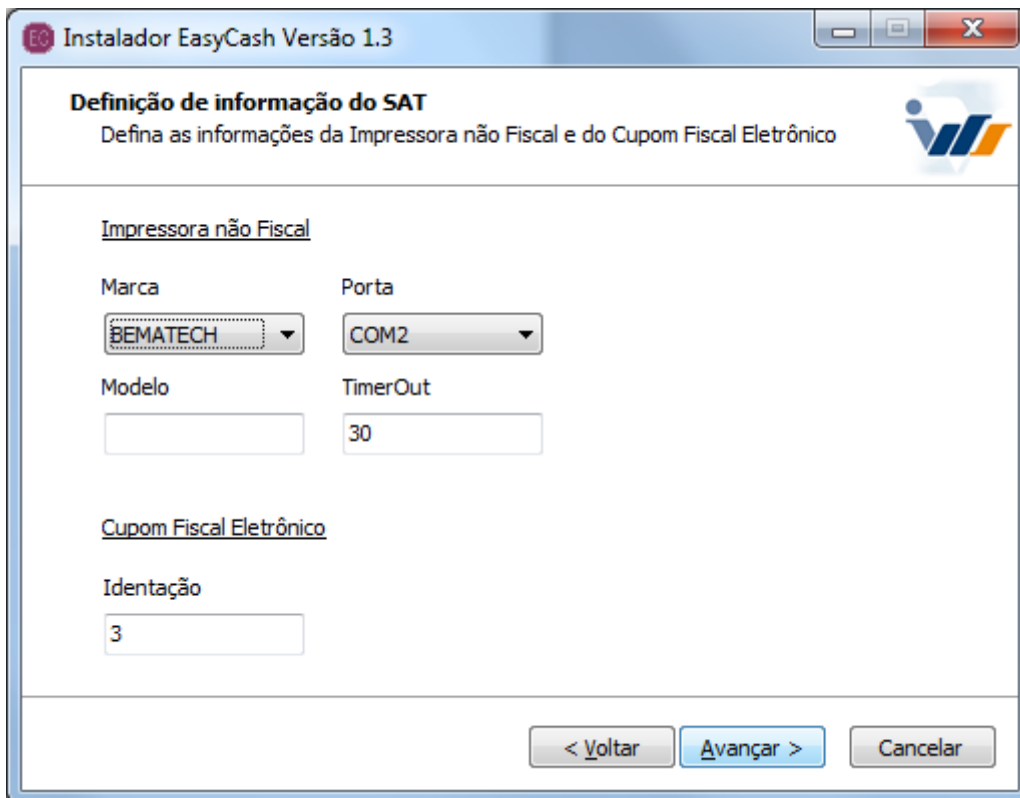 EC Instalador EasyCash Versão 1.3
Definição de informação do SAT
Defina as informações da Impressora não Fiscal e do Cupom Fiscal Eletrônico
Impressora não Fiscal
Marca Porta
BEMATECH COM2
Modelo TimerOut
30
Cupom Fiscal Eletrônico
Identação
3
< Voltar Avançar > Cancelar